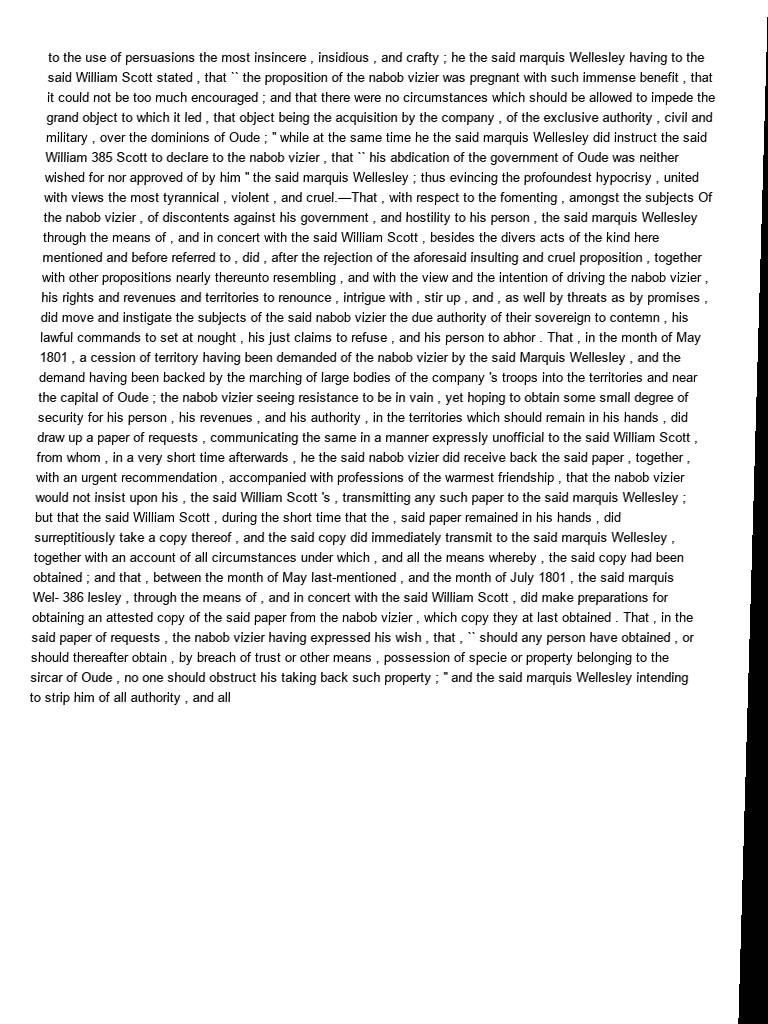 to the use of persuasions the most insincere , insidious , and crafty ; he the said marquis Wellesley having to the
said William Scott stated , that `` the proposition of the nabob vizier was pregnant with such immense benefit , that
it could not be too much encouraged ; and that there were no circumstances which should be allowed to impede the
grand object to which it led , that object being the acquisition by the company , of the exclusive authority , civil and
military , over the dominions of Oude ; " while at the same time he the said marquis Wellesley did instruct the said
William 385 Scott to declare to the nabob vizier , that `` his abdication of the government of Oude was neither
wished for nor approved of by him " the said marquis Wellesley ; thus evincing the profoundest hypocrisy , united
with views the most tyrannical , violent , and cruel.—That , with respect to the fomenting , amongst the subjects Of
the nabob vizier , of discontents against his government , and hostility to his person , the said marquis Wellesley
through the means of , and in concert with the said William Scott , besides the divers acts of the kind here
mentioned and before referred to , did , after the rejection of the aforesaid insulting and cruel proposition , together
with other propositions nearly thereunto resembling , and with the view and the intention of driving the nabob vizier ,
his rights and revenues and territories to renounce , intrigue with , stir up , and , as well by threats as by promises ,
did move and instigate the subjects of the said nabob vizier the due authority of their sovereign to contemn , his
lawful commands to set at nought , his just claims to refuse , and his person to abhor . That , in the month of May
1801 , a cession of territory having been demanded of the nabob vizier by the said Marquis Wellesley , and the
demand having been backed by the marching of large bodies of the company 's troops into the territories and near
the capital of Oude ; the nabob vizier seeing resistance to be in vain , yet hoping to obtain some small degree of
security for his person , his revenues , and his authority , in the territories which should remain in his hands , did
draw up a paper of requests , communicating the same in a manner expressly unofficial to the said William Scott ,
from whom , in a very short time afterwards , he the said nabob vizier did receive back the said paper , together ,
with an urgent recommendation , accompanied with professions of the warmest friendship , that the nabob vizier
would not insist upon his , the said William Scott 's , transmitting any such paper to the said marquis Wellesley ;
but that the said William Scott , during the short time that the , said paper remained in his hands , did
surreptitiously take a copy thereof , and the said copy did immediately transmit to the said marquis Wellesley ,
together with an account of all circumstances under which , and all the means whereby , the said copy had been
obtained ; and that , between the month of May last-mentioned , and the month of July 1801 , the said marquis
Wel- 386 lesley , through the means of , and in concert with the said William Scott , did make preparations for
obtaining an attested copy of the said paper from the nabob vizier , which copy they at last obtained . That , in the
said paper of requests , the nabob vizier having expressed his wish , that , `` should any person have obtained , or
should thereafter obtain , by breach of trust or other means , possession of specie or property belonging to the
sircar of Oude , no one should obstruct his taking back such property ; " and the said marquis Wellesley intending
to strip him of all authority , and all